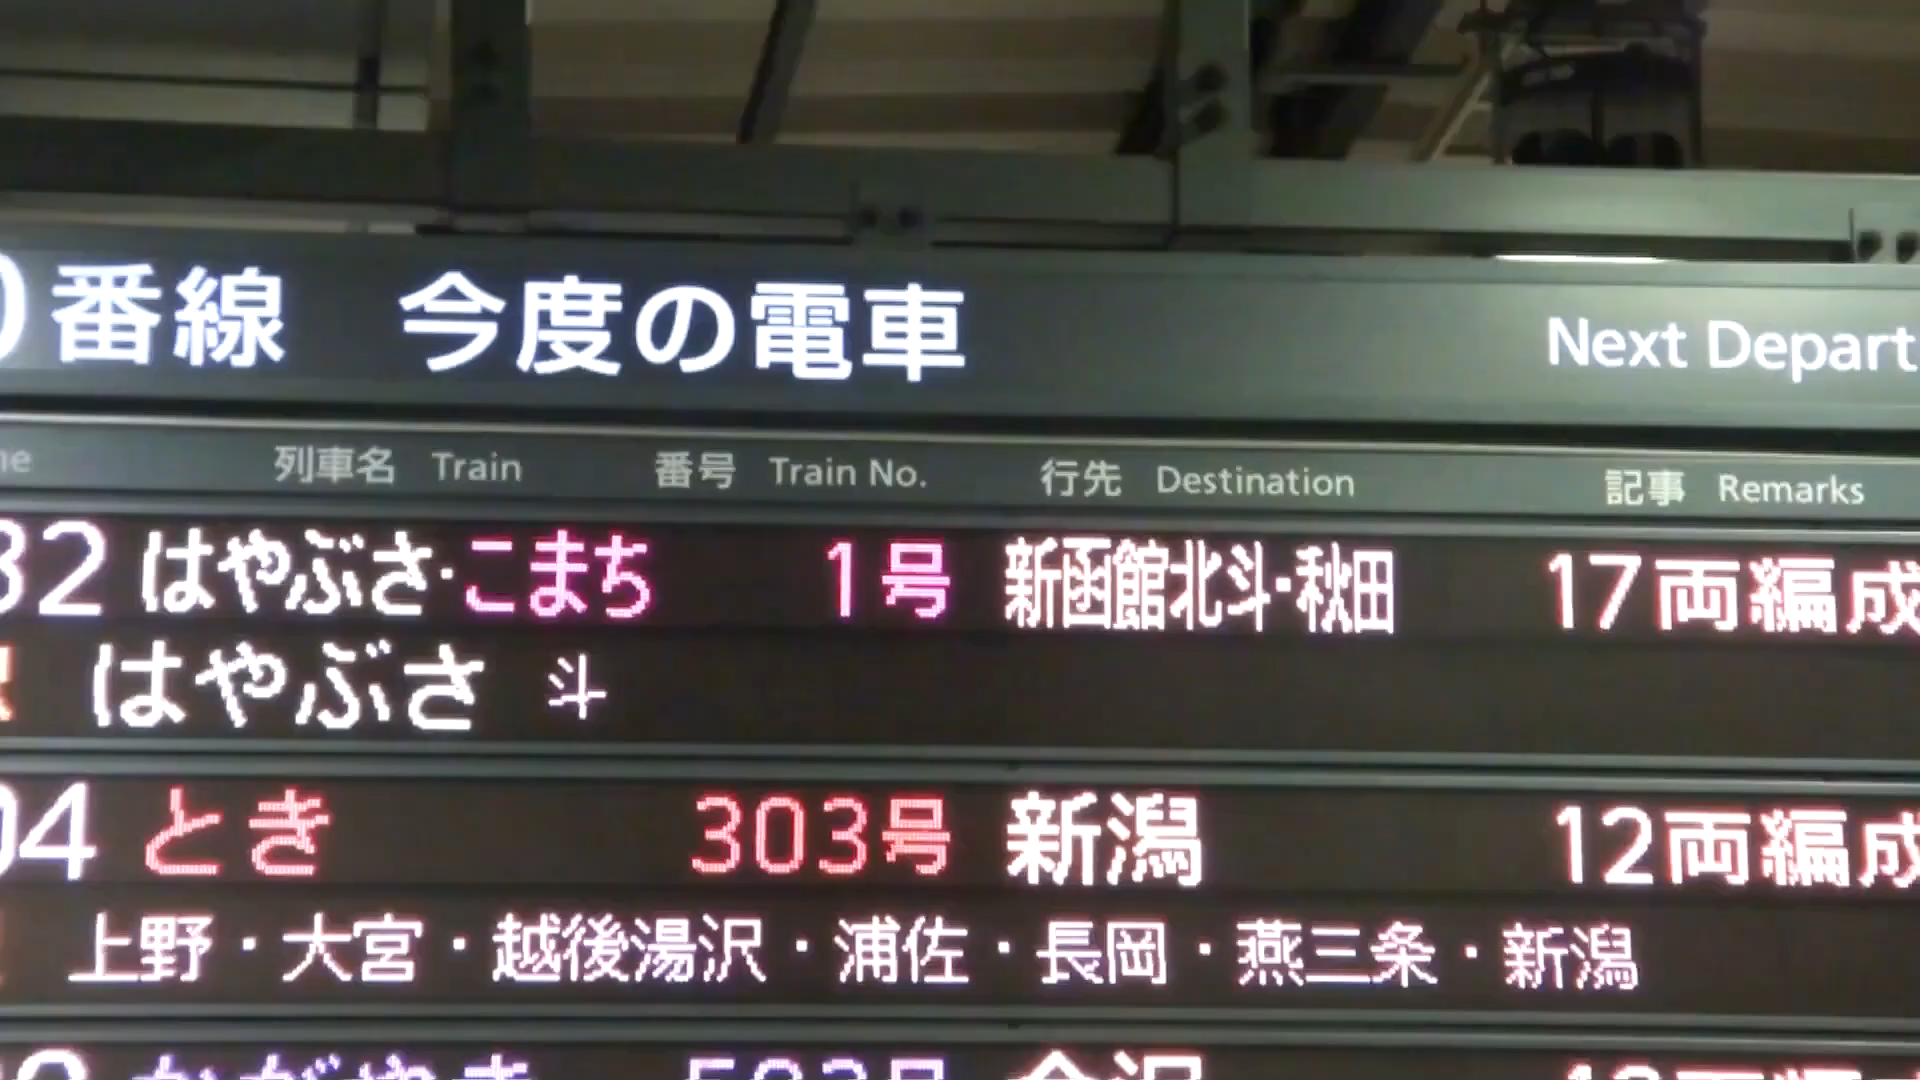 番線 今度の電車 Next Depart
列車名 Train 番号 Train No. 行先 Destination 記事 Remarks
32 はやぶさ・こまち 1号 新函館北斗・秋田 17両編成
はやぶさ 斗
04 とき 303号 新潟 12両編成
上野・大宮・越後湯沢・浦佐・長岡・燕三条・新潟